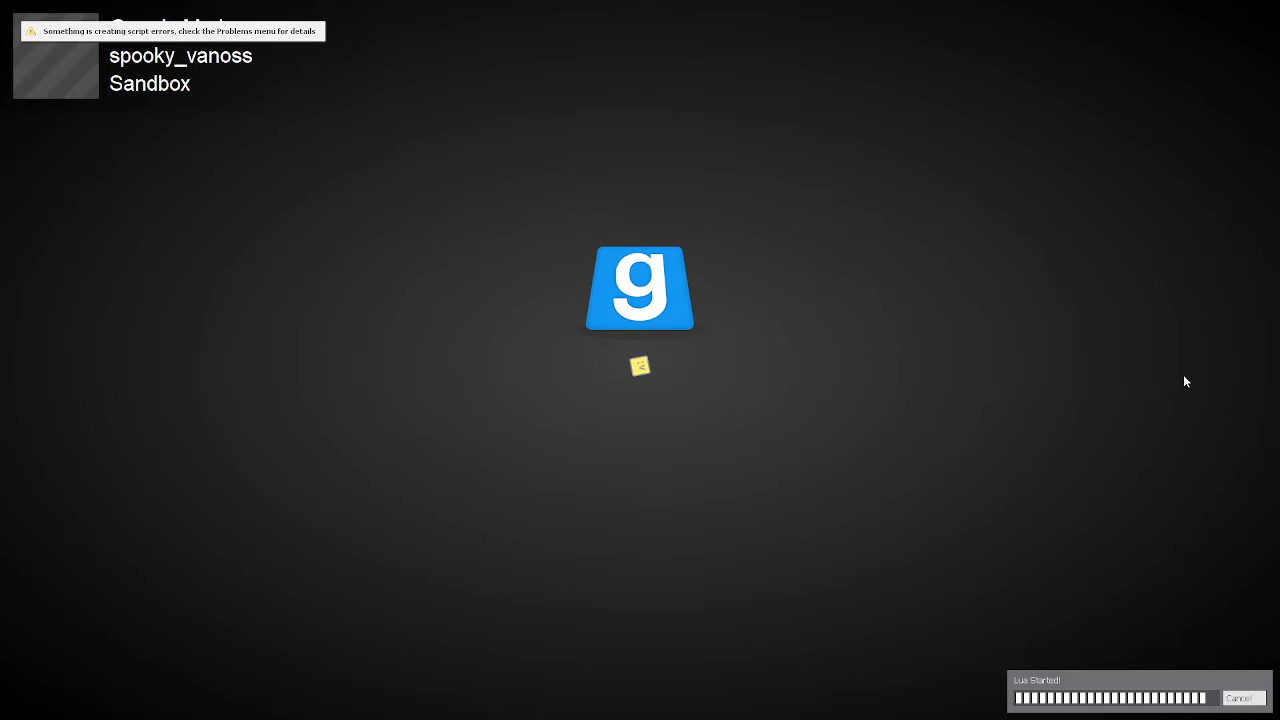 Something is creating script errors, check the Problems menu for details
spooky_vanoss
Sandbox
g
Lua Started!
Cancel